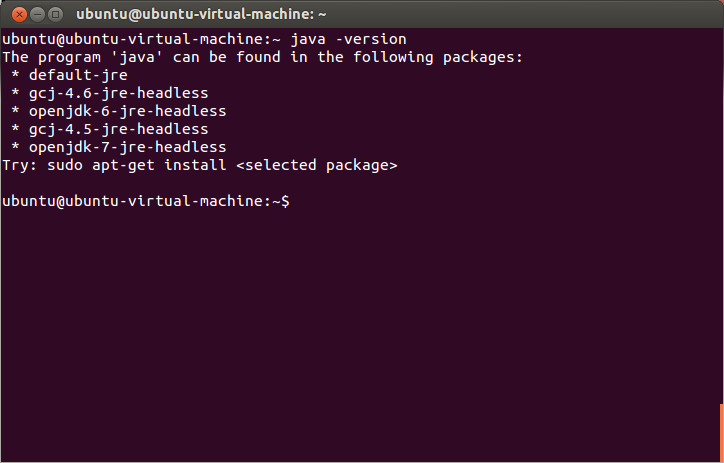 ubuntu@ubuntu-virtual-machine: ~
ubuntu@ubuntu-virtual-machine:~ java -version
The program 'java' can be found in the following packages:
* default-jre
* gcj-4.6-jre-headless
* openjdk-6-jre-headless
* gcj-4.5-jre-headless
* openjdk-7-jre-headless
Try: sudo apt-get install <selected package>
ubuntu@ubuntu-virtual-machine:~$